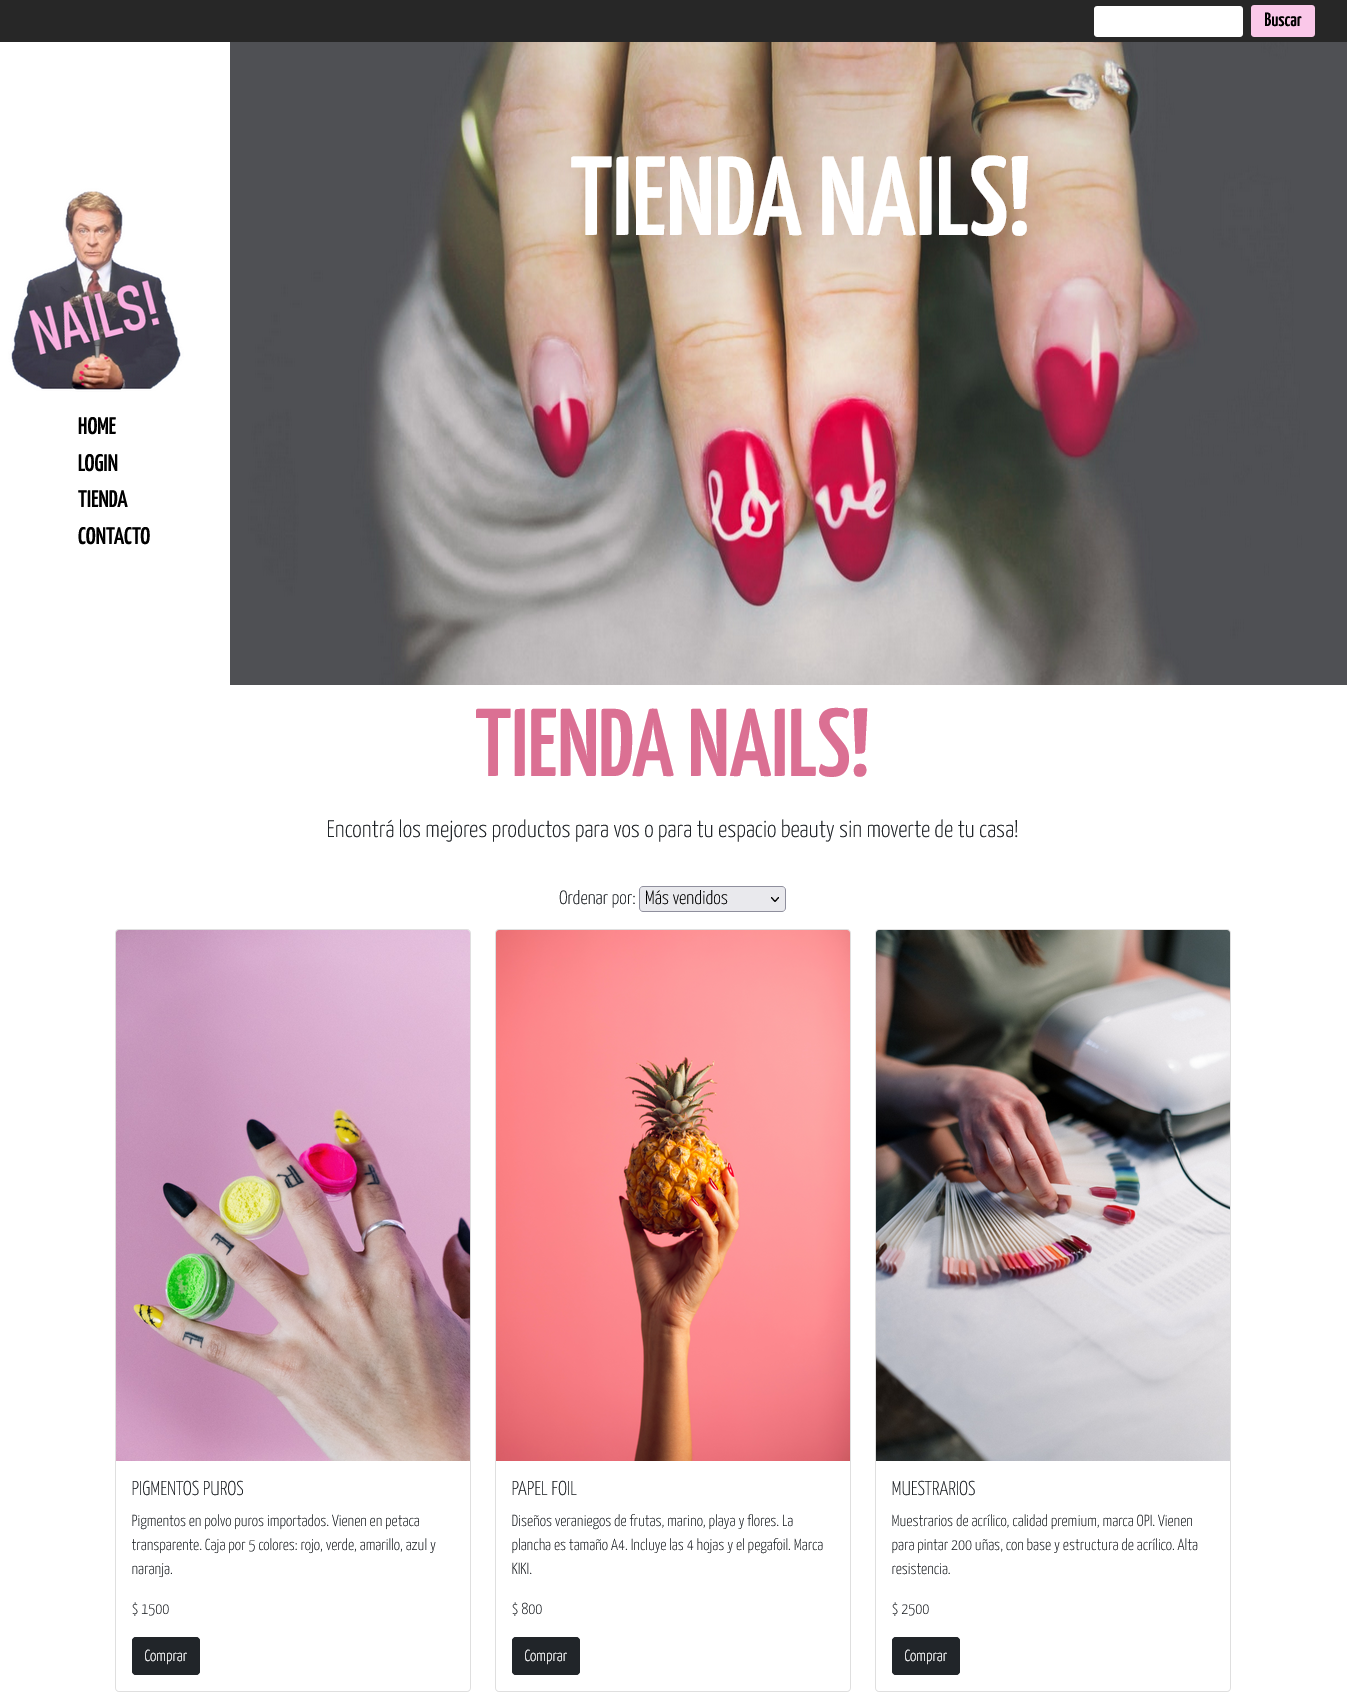 Buscar
TIENDA NAILS!
NAILS!
HOME
LOGIN
TIENDA
CONTACTO
love
TIENDA NAILS!
Encontrá los mejores productos para vos o para tu espacio beauty sin moverte de tu casa!
Ordenar por: Más vendidos
PIGMENTOS PUROS
Pigmentos en polvo puros importados. Vienen en petaca
transparente. Caja por 5 colores: rojo, verde, amarillo, azul y
naranja.
$ 1500
Comprar
PAPEL FOIL
Diseños veraniegos de frutas, marino, playa y flores. La
plancha es tamaño A4. Incluye las 4 hojas y el pegafoil. Marca
KIKI.
$ 800
Comprar
MUESTRARIOS
Muestrarios de acrílico, calidad premium, marca OPI. Vienen
para pintar 200 uñas, con base y estructura de acrílico. Alta
resistencia.
$ 2500
Comprar